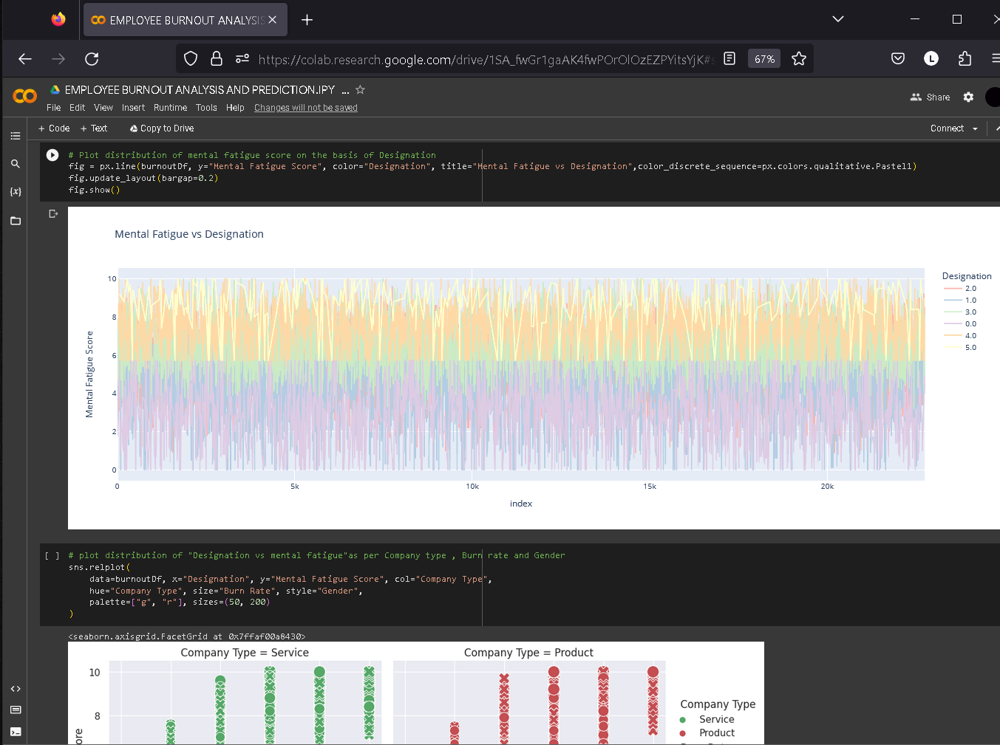 EMPLOYEE BURNOUT ANALYSIS
https://colab.research.google.com/drive/1SA_fwGr1gaAK4fwPOrOlOzEZPYitsYjK#s
67%
L
EMPLOYEE BURNOUT ANALYSIS AND PREDICTION.IPY ...
Share
File Edit View Insert Runtime Tools Help Changes will not be saved
+ Code + Text Copy to Drive
Connect
# Plot distribution of mental fatigue score on the basis of Designation
fig = px.line(burnoutDf, y="Mental Fatigue Score", color="Designation", title="Mental Fatigue vs Designation",color_discrete_sequence=px.colors.qualitative.Pastel1)
fig.update_layout(bargap=0.2)
fig.show()
{x}
Mental Fatigue vs Designation
Designation
2.0
1.0
3.0
0.0
4.0
5.0
10
8
6
4
2
0
Mental Fatigue Score
0 5k 10k 15k 20k
index
[ ] # plot distribution of "Designation vs mental fatigue"as per Company type , Burn rate and Gender
sns.relplot(
data=burnoutDf, x="Designation", y="Mental Fatigue Score", col="Company Type",
hue="Company Type", size="Burn Rate", style="Gender",
palette=["g", "r"], sizes=(50, 200)
)
<seaborn.axisgrid.FacetGrid at 0x7ffaf00a8430>
Company Type = Service Company Type = Product
10
8
ore
Company Type
Service
Product